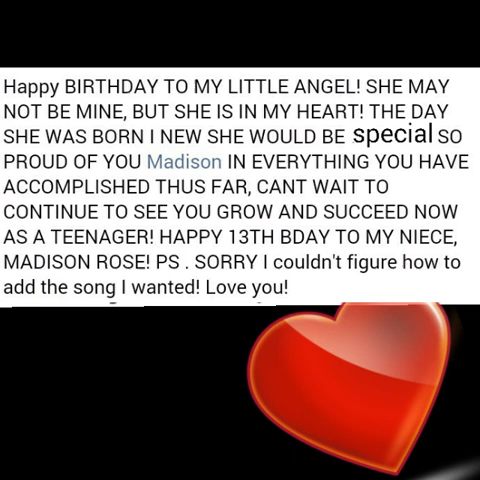 Happy BIRTHDAY TO MY LITTLE ANGEL! SHE MAY
NOT BE MINE, BUT SHE IS IN MY HEART! THE DAY
SHE WAS BORN I NEW SHE WOULD BE special SO
PROUD OF YOU Madison IN EVERYTHING YOU HAVE
ACCOMPLISHED THUS FAR, CANT WAIT TO
CONTINUE TO SEE YOU GROW AND SUCCEED NOW
AS A TEENAGER! HAPPY 13TH BDAY TO MY NIECE,
MADISON ROSE! PS . SORRY I couldn't figure how to
add the song I wanted! Love you!